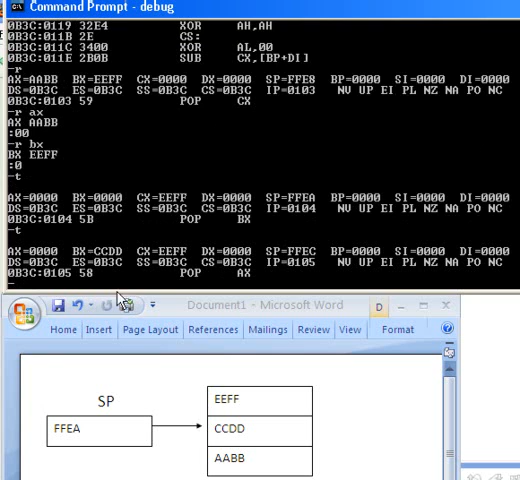 Command Prompt - debug
0B3C:0119 32E4 XOR AH,AH
0B3C:011B 2E CS:
0B3C:011C 3400 XOR AL,00
0B3C:011E 2B0B SUB CX,[BP+DI]
-r
AX=AABB BX=EEFF CX=0000 DX=0000 SP=FFE8 BP=0000 SI=0000 DI=0000
DS=0B3C ES=0B3C SS=0B3C CS=0B3C IP=0103 NV UP EI PL NZ NA PO NC
0B3C:0103 59 POP CX
-r ax
AX AABB
:00
-r bx
BX EEFF
:0
-t
AX=0000 BX=0000 CX=EEFF DX=0000 SP=FFEA BP=0000 SI=0000 DI=0000
DS=0B3C ES=0B3C SS=0B3C CS=0B3C IP=0104 NV UP EI PL NZ NA PO NC
0B3C:0104 5B POP BX
-t
AX=0000 BX=CCDD CX=EEFF DX=0000 SP=FFEC BP=0000 SI=0000 DI=0000
DS=0B3C ES=0B3C SS=0B3C CS=0B3C IP=0105 NV UP EI PL NZ NA PO NC
0B3C:0105 58 POP AX
-
Document1 - Microsoft Word D
Home Insert Page Layout References Mailings Review View Format
SP
EEFF
FFEA
CCDD
AABB